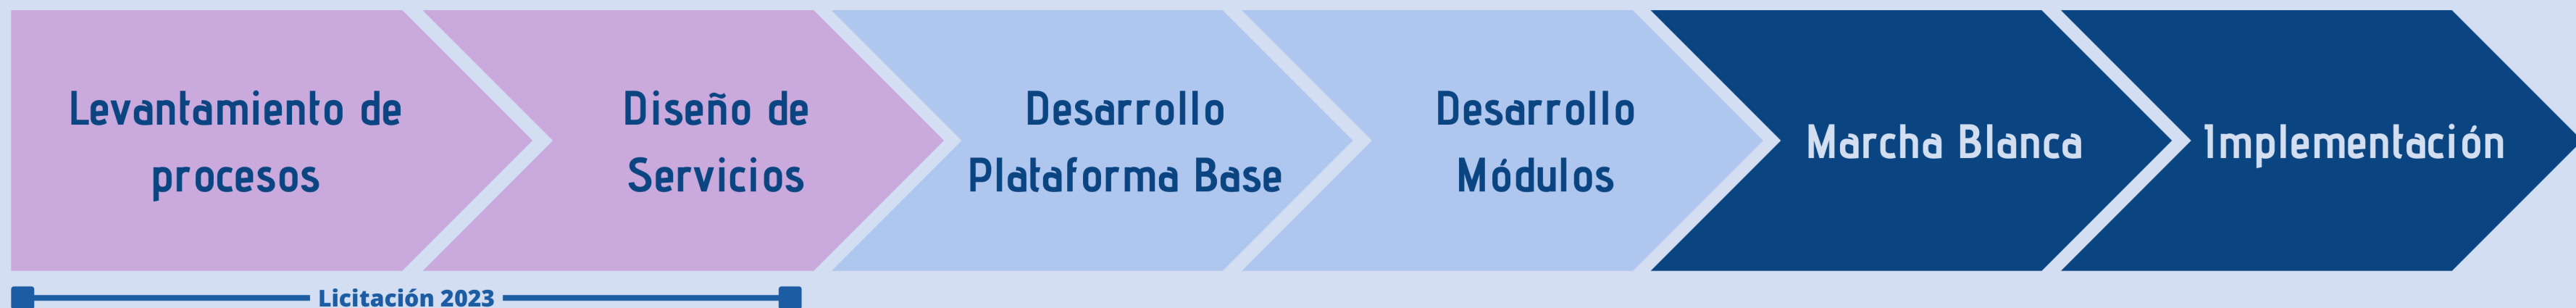 Levantamiento de
procesos
Diseño de
Servicios
Desarrollo
Plataforma Base
Desarrollo
Módulos
Marcha Blanca
Implementación
Licitación 2023